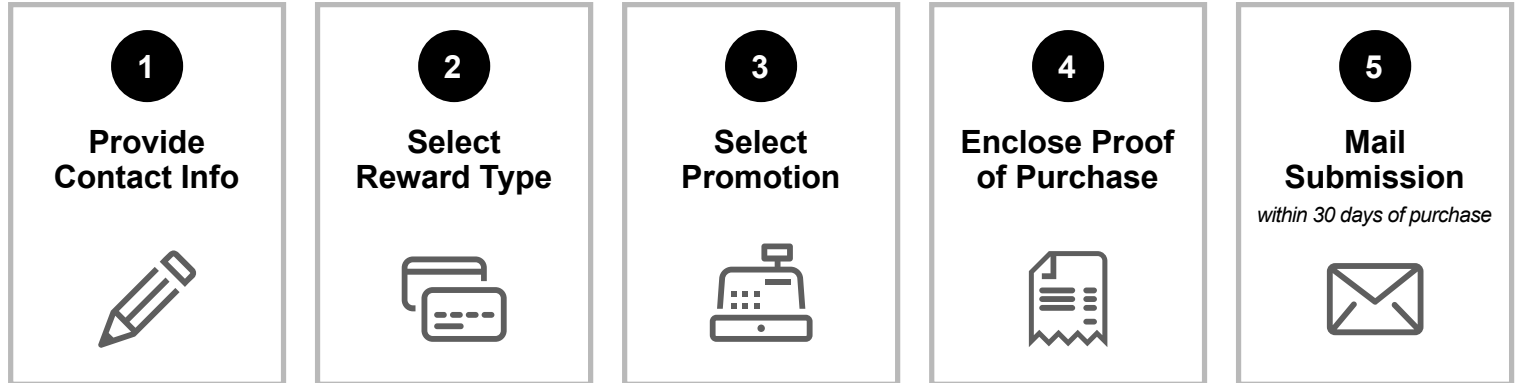 1
Provide
Contact Info
2
Select
Reward Type
3
Select
Promotion
4
Enclose Proof
of Purchase
5
Mail
Submission
within 30 days of purchase